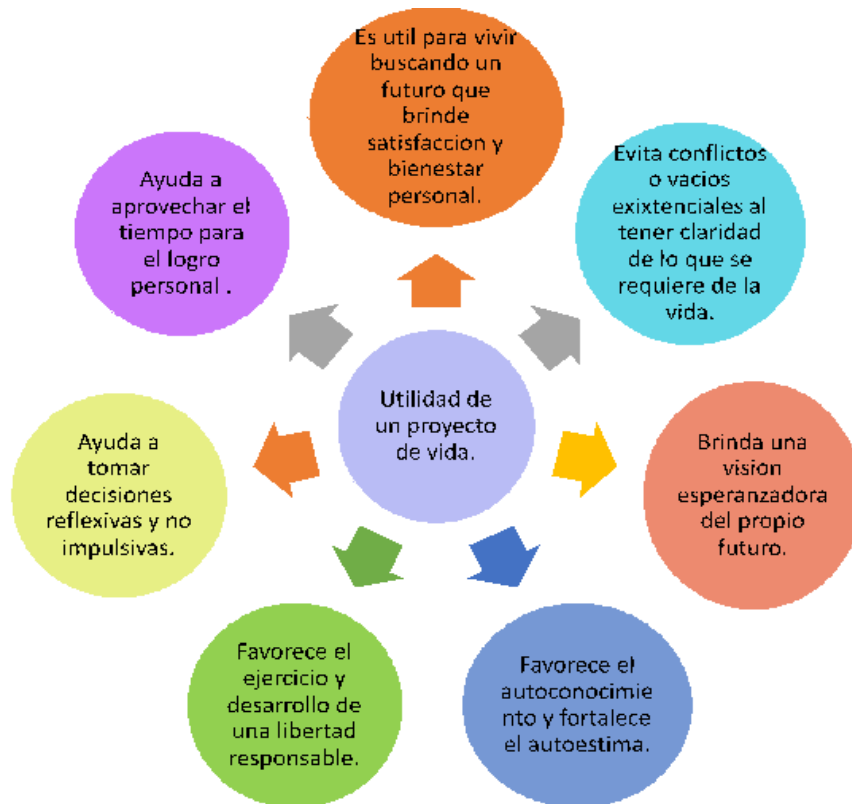 Es util para vivir
buscando un
futuro que
brinde
satisfaccion y
bienestar
personal.
Evita conflictos
o vacios
exixtenciales al
tener claridad
de lo que se
requiere de la
vida.
Brinda una
vision
esperanzadora
del propio
futuro.
Favorece el
autoconocimie
nto y fortalece
el autoestima.
Favorece el
ejercicio y
desarrollo de
una libertad
responsable.
Ayuda a
tomar
decisiones
reflexivas y no
impulsivas.
Ayuda a
aprovechar el
tiempo para
el logro
personal .
Utilidad de
un proyecto
de vida.